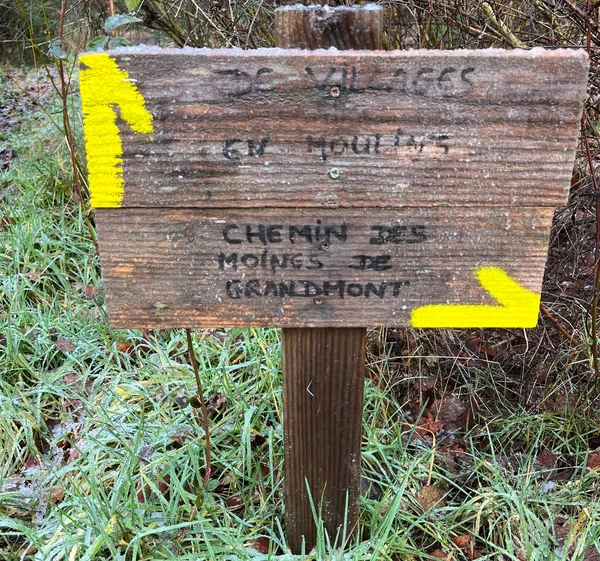 DE VILLAGES
EN MOULINS
CHEMIN DES
MOINES DE
GRANDMONT